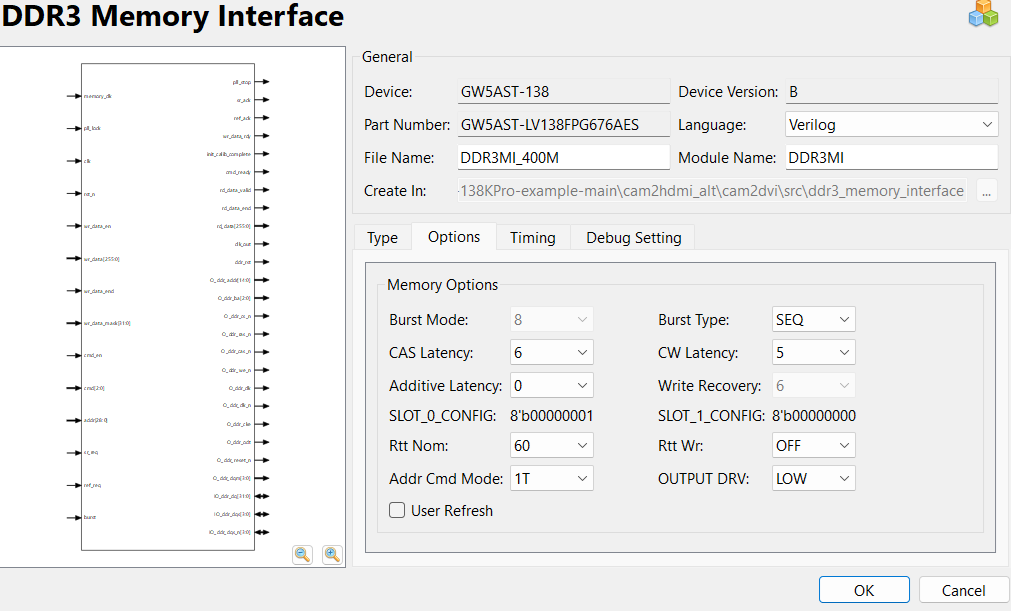 DDR3 Memory Interface
General
Device: GW5AST-138 Device Version: B
Part Number: GW5AST-LV138FPG676AES Language: Verilog
File Name: DDR3MI_400M Module Name: DDR3MI
Create In: -138KPro-example-main\cam2hdmi_alt\cam2dvi\src\ddr3_memory_interface ...
Type Options Timing Debug Setting
Memory Options
Burst Mode: 8 Burst Type: SEQ
CAS Latency: 6 CW Latency: 5
Additive Latency: 0 Write Recovery: 6
SLOT_0_CONFIG: 8'b00000001 SLOT_1_CONFIG: 8'b00000000
Rtt Nom: 60 Rtt Wr: OFF
Addr Cmd Mode: 1T OUTPUT DRV: LOW
User Refresh
OK Cancel
memory_clk
pll_lock
clk
rst_n
wr_data_en
wr_data[255:0]
wr_data_end
wr_data_mask[31:0]
cmd_en
cmd[2:0]
addr[28:0]
sr_req
ref_req
burst
pll_stop
sr_ack
ref_ack
wr_data_rdy
init_calib_complete
cmd_ready
rd_data_valid
rd_data_end
rd_data[255:0]
clk_out
ddr_rst
O_ddr_addr[14:0]
O_ddr_ba[2:0]
O_ddr_cs_n
O_ddr_ras_n
O_ddr_cas_n
O_ddr_we_n
O_ddr_clk
O_ddr_clk_n
O_ddr_cke
O_ddr_odt
O_ddr_reset_n
O_ddr_dqm[3:0]
IO_ddr_dq[31:0]
IO_ddr_dqs[3:0]
IO_ddr_dqs_n[3:0]